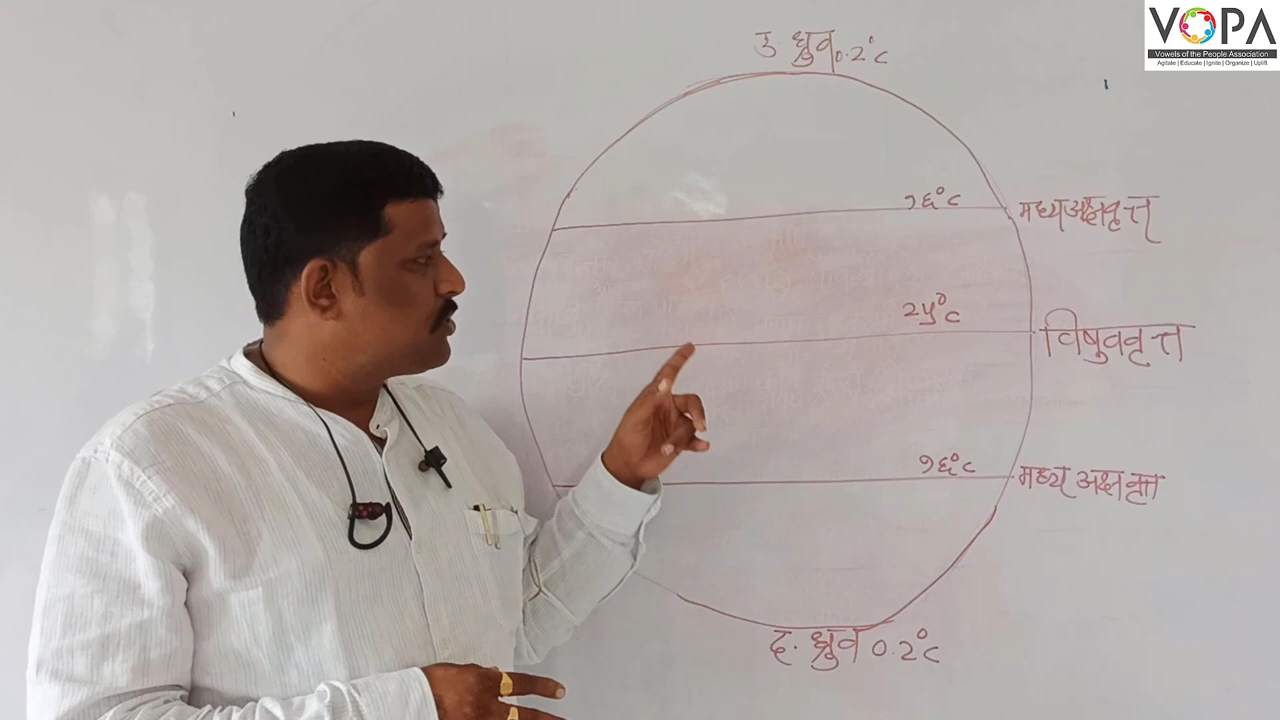 VOPA
Vowels of the People Association
Agitate | Educate | Ignite | Organize | Uplift
उ. ध्रुव 0.2°C
१६°C मध्य अक्षवृत्त
२५°C विषुववृत्त
१६°C मध्य अक्षवृत्त
द. ध्रुव 0.2°C